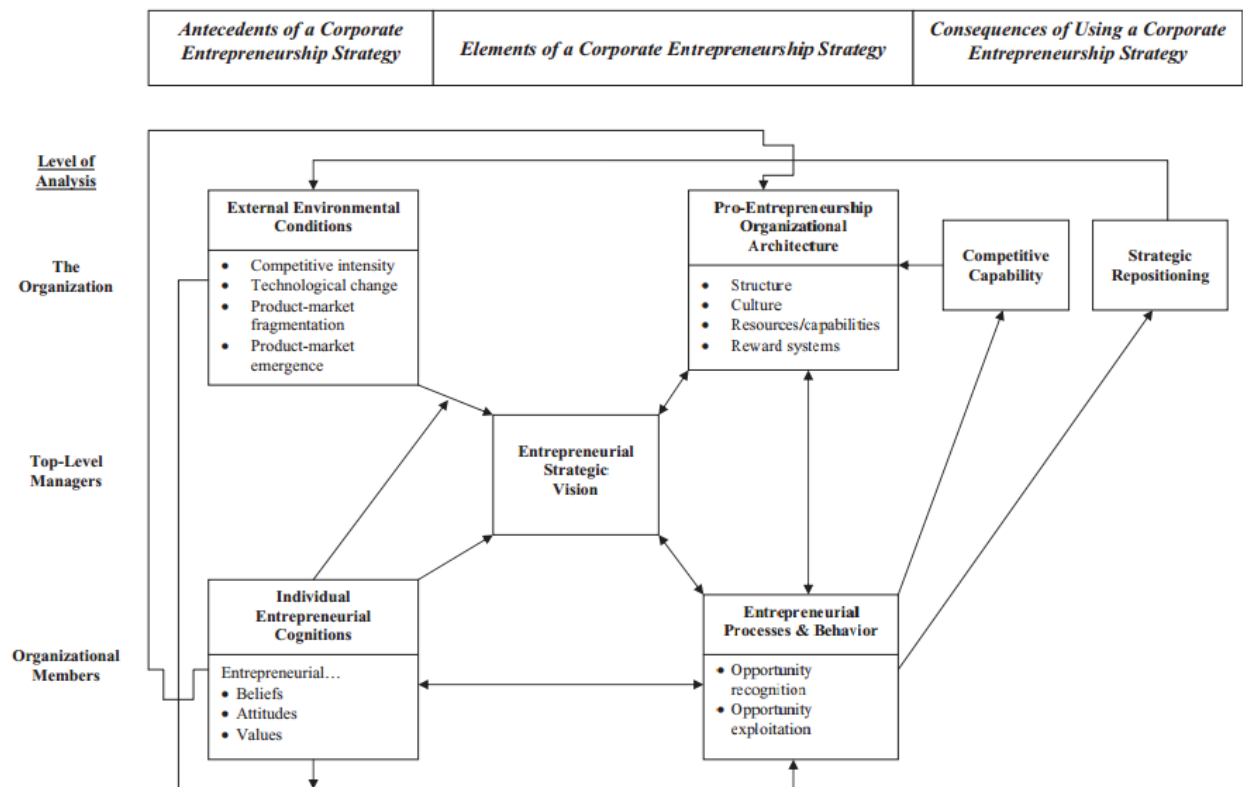 Antecedents of a Corporate
Entrepreneurship Strategy
Elements of a Corporate Entrepreneurship Strategy
Consequences of Using a Corporate
Entrepreneurship Strategy
Level of
Analysis
The
Organization
External Environmental
Conditions
• Competitive intensity
• Technological change
• Product-market
fragmentation
• Product-market
emergence
Pro-Entrepreneurship
Organizational
Architecture
• Structure
• Culture
• Resources/capabilities
• Reward systems
Competitive
Capability
Strategic
Repositioning
Top-Level
Managers
Entrepreneurial
Strategic
Vision
Organizational
Members
Individual
Entrepreneurial
Cognitions
Entrepreneurial…
• Beliefs
• Attitudes
• Values
Entrepreneurial
Processes & Behavior
• Opportunity
recognition
• Opportunity
exploitation